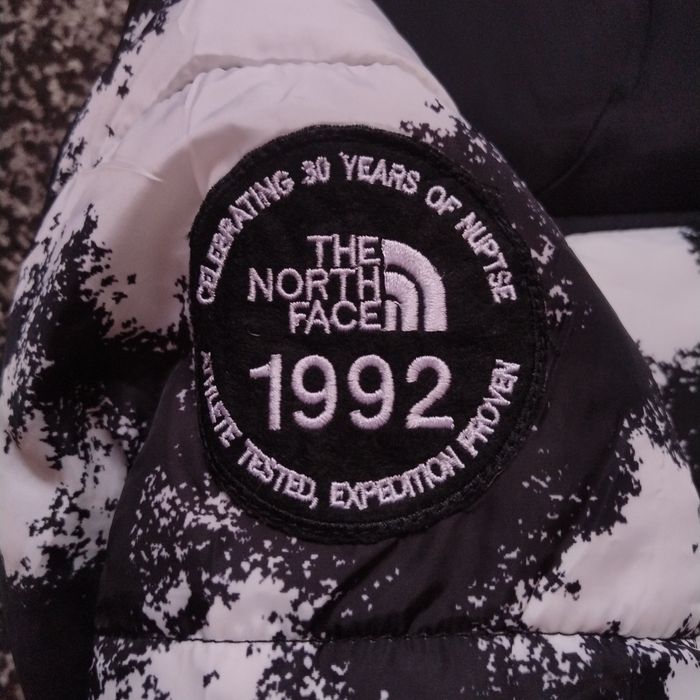 CELEBRATING 30 YEARS OF NUPTSE
THE
NORTH
FACE
1992
ATHLETE TESTED, EXPEDITION PROVEN